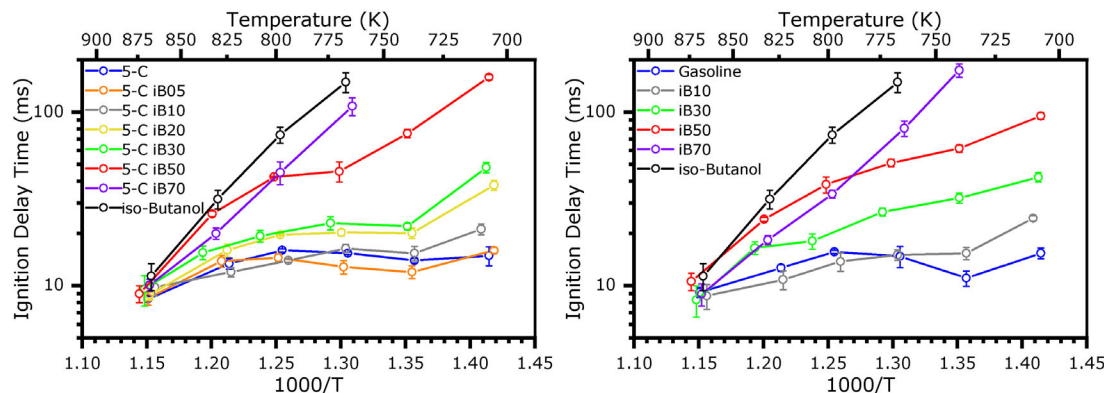 Temperature (K)
900 875 850 825 800 775 750 725 700
Ignition Delay Time (ms)
100
10
5-C
5-C iB05
5-C iB10
5-C iB20
5-C iB30
5-C iB50
5-C iB70
iso-Butanol
1.10 1.15 1.20 1.25 1.30 1.35 1.40 1.45
1000/T
Temperature (K)
900 875 850 825 800 775 750 725 700
Ignition Delay Time (ms)
100
10
Gasoline
iB10
iB30
iB50
iB70
iso-Butanol
1.10 1.15 1.20 1.25 1.30 1.35 1.40 1.45
1000/T